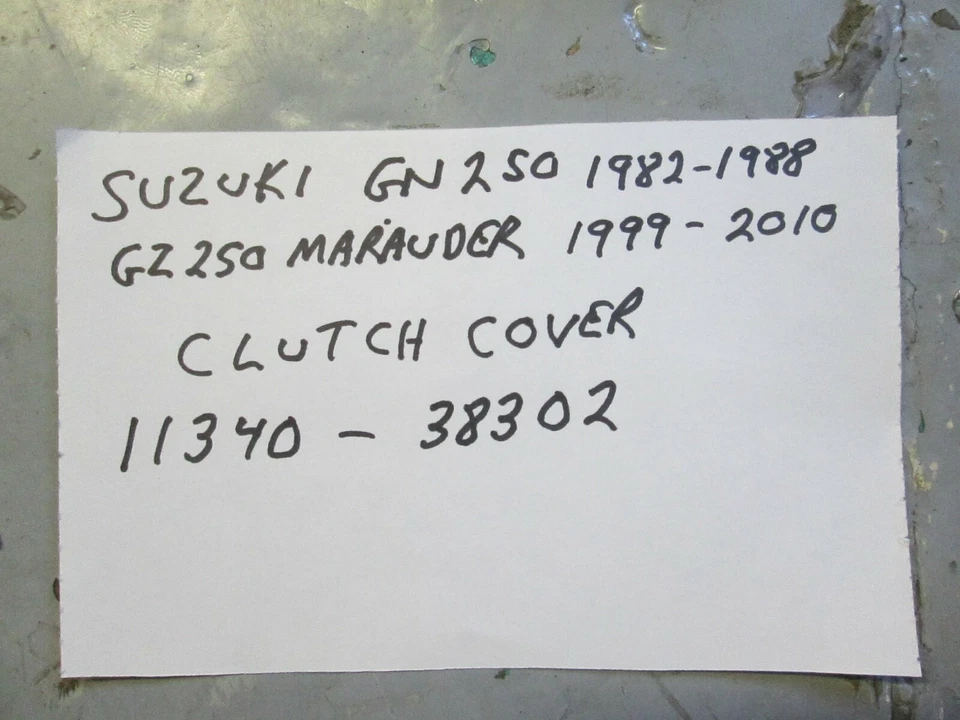 SUZUKI GN250 1982-1988
GZ250 MARAUDER 1999-2010
CLUTCH COVER
11340 - 38302